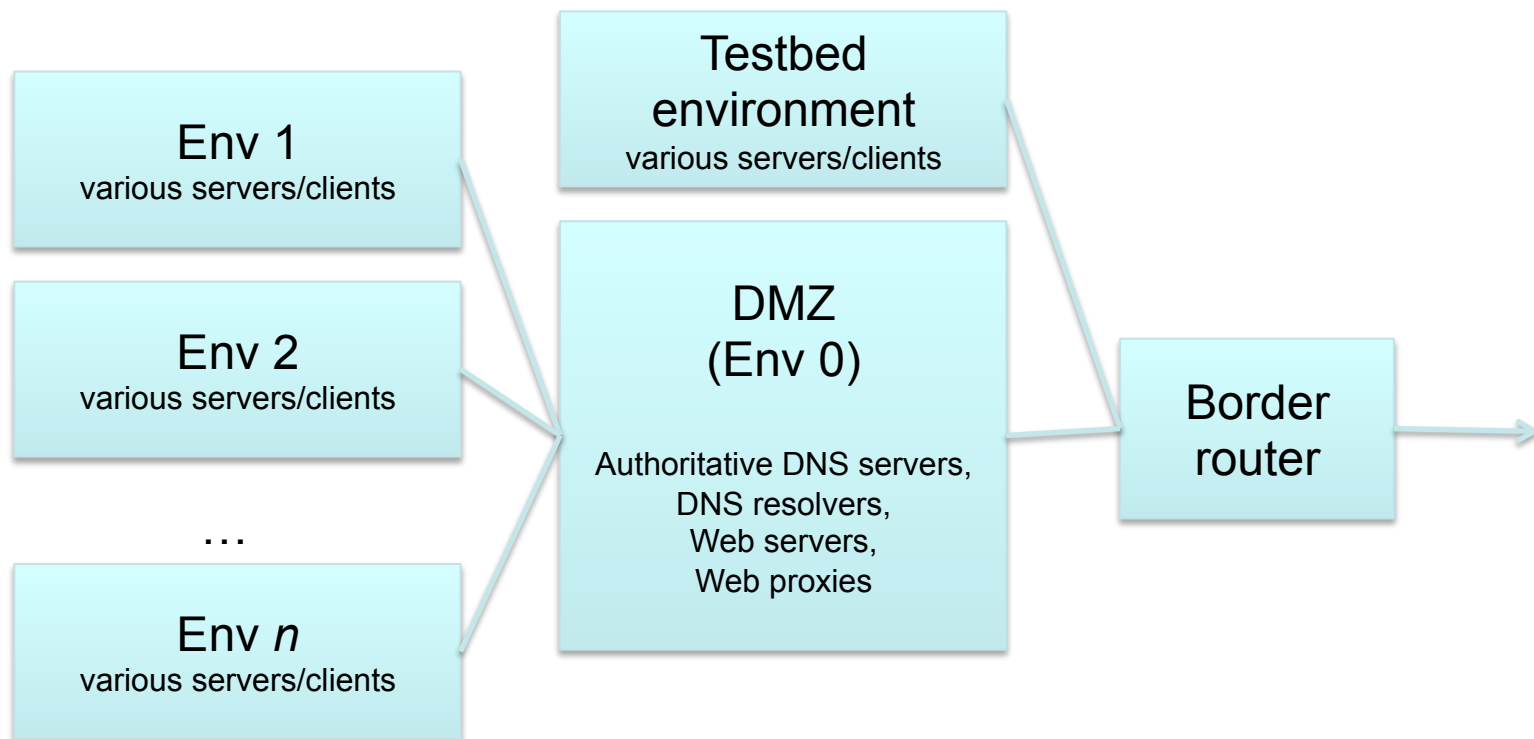 Env 1
various servers/clients
Env 2
various servers/clients
…
Env n
various servers/clients
Testbed
environment
various servers/clients
DMZ
(Env 0)
Authoritative DNS servers,
DNS resolvers,
Web servers,
Web proxies
Border
router